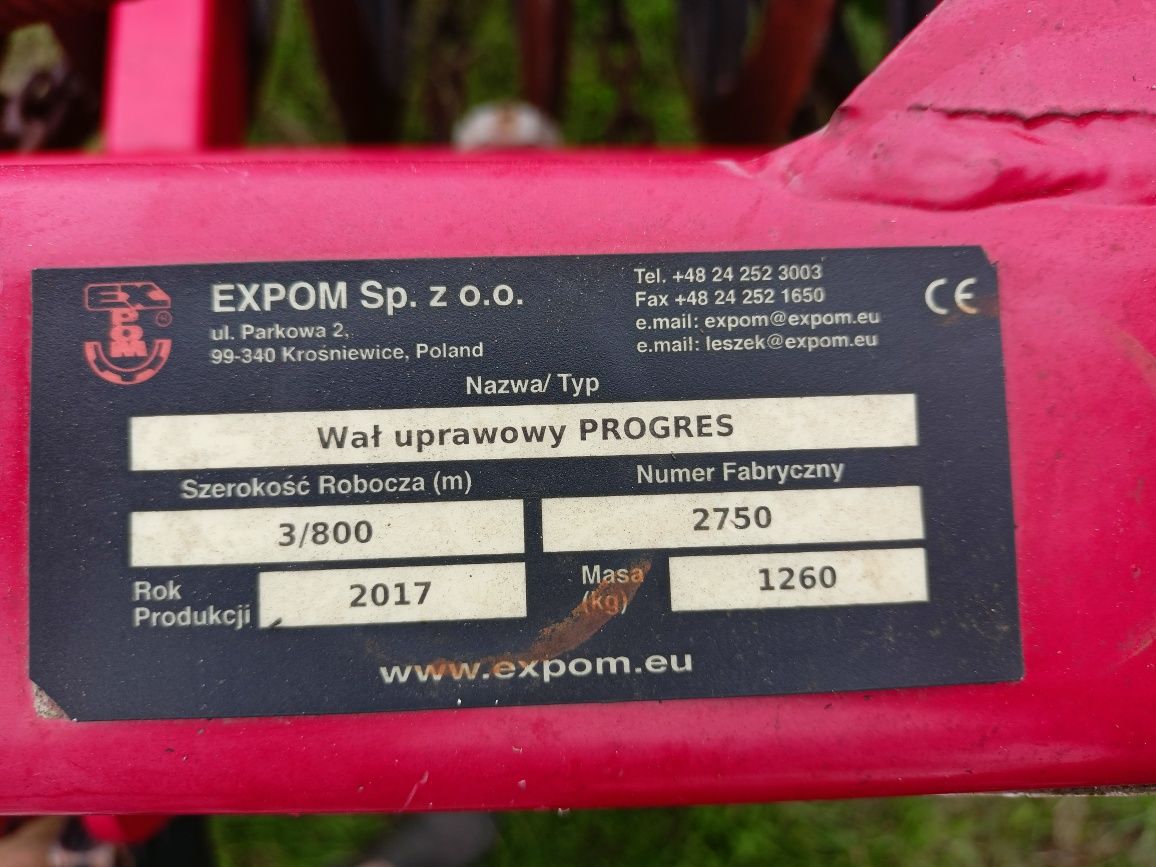 EX
POM
®
EXPOM Sp. z o.o.
ul. Parkowa 2,
99-340 Krośniewice, Poland
Tel. +48 24 252 3003
Fax +48 24 252 1650
e.mail: expom@expom.eu
e.mail: leszek@expom.eu
CE
Nazwa/ Typ
Wał uprawowy PROGRES
Szerokość Robocza (m)
Numer Fabryczny
3/800
2750
Rok
Produkcji
2017
Masa
(kg)
1260
www.expom.eu